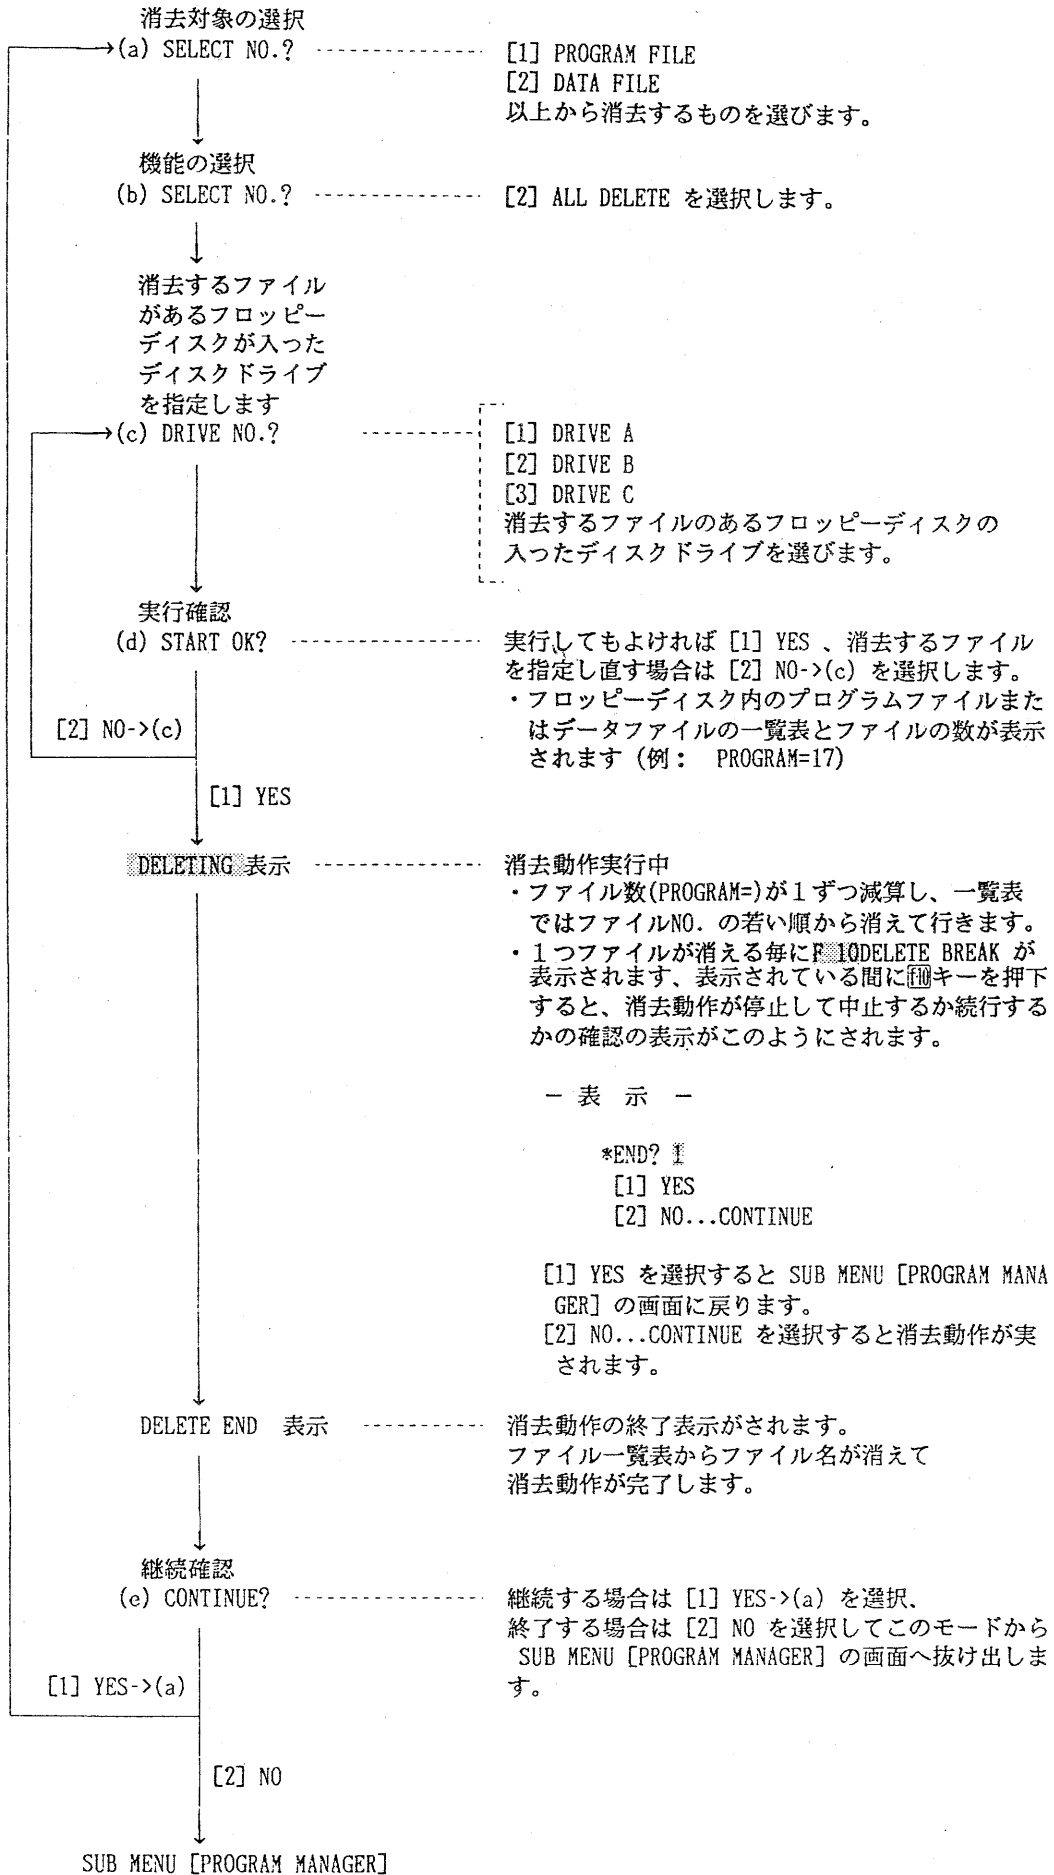 消去対象の選択
(a) SELECT NO.?
[1] PROGRAM FILE
[2] DATA FILE
以上から消去するものを選びます。
機能の選択
(b) SELECT NO.?
[2] ALL DELETE を選択します。
消去するファイル
があるフロッピー
ディスクが入った
ディスクドライブ
を指定します
(c) DRIVE NO.?
[1] DRIVE A
[2] DRIVE B
[3] DRIVE C
消去するファイルのあるフロッピーディスクの
入ったディスクドライブを選びます。
実行確認
(d) START OK?
実行してもよければ [1] YES 、消去するファイル
を指定し直す場合は [2] NO->(c) を選択します。
・フロッピーディスク内のプログラムファイルまた
はデータファイルの一覧表とファイルの数が表示
されます (例： PROGRAM=17)
[2] NO->(c)
[1] YES
DELETING 表示
消去動作実行中
・ファイル数(PROGRAM=)が１ずつ減算し、一覧表
ではファイルNO. の若い順から消えて行きます。
・１つファイルが消える毎にF 10DELETE BREAK が
表示されます、表示されている間にf10キーを押下
すると、消去動作が停止して中止するか続行する
かの確認の表示がこのようにされます。
－ 表 示 －
*END? 1
[1] YES
[2] NO...CONTINUE
[1] YES を選択すると SUB MENU [PROGRAM MANA
GER] の画面に戻ります。
[2] NO...CONTINUE を選択すると消去動作が実
されます。
DELETE END 表示
消去動作の終了表示がされます。
ファイル一覧表からファイル名が消えて
消去動作が完了します。
継続確認
(e) CONTINUE?
継続する場合は [1] YES->(a) を選択、
終了する場合は [2] NO を選択してこのモードから
SUB MENU [PROGRAM MANAGER] の画面へ抜け出しま
す。
[1] YES->(a)
[2] NO
SUB MENU [PROGRAM MANAGER]